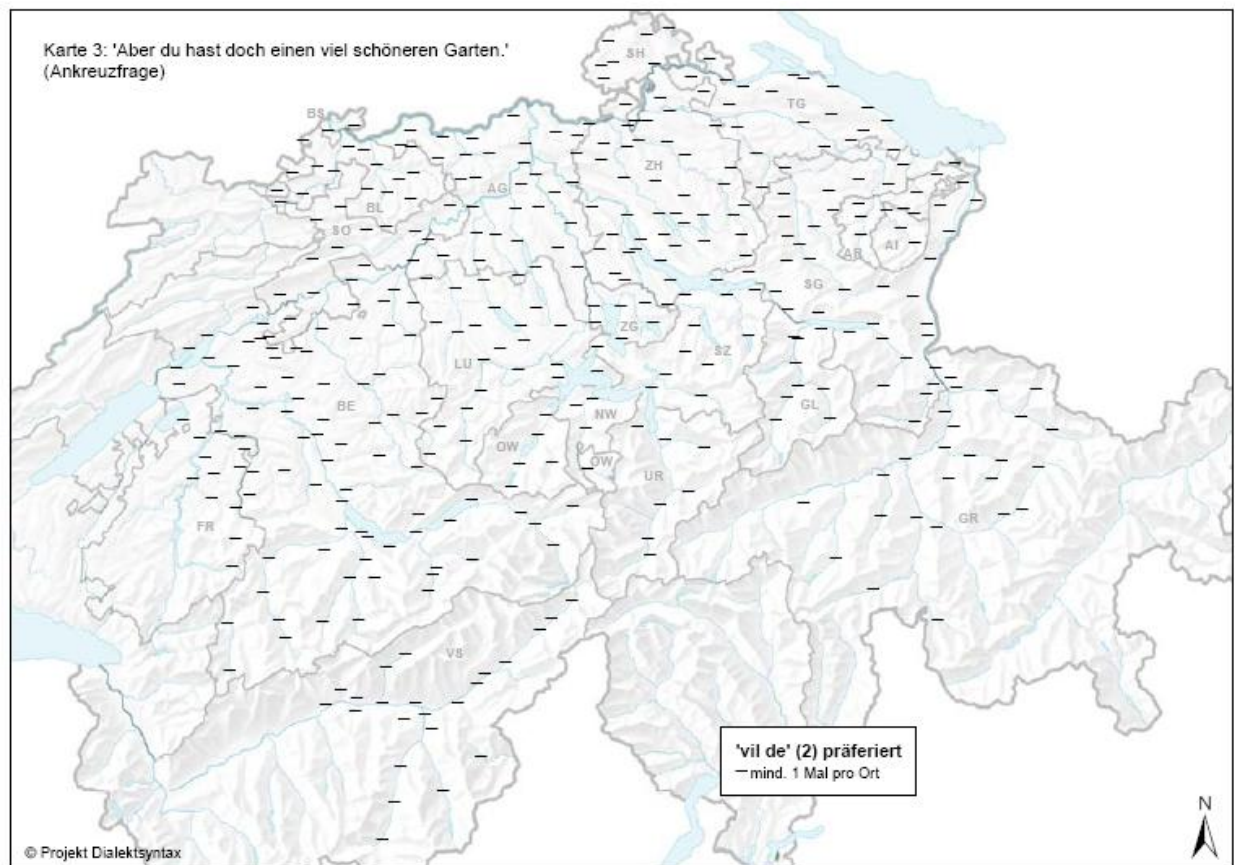 Karte 3: 'Aber du hast doch einen viel schöneren Garten.'
(Ankreuzfrage)
SH
BS
TG
ZH
AG
BL
SO
AR
AI
SG
ZG
LU
SZ
BE
NW
GL
OW
OW
UR
FR
GR
VS
'vil de' (2) präferiert
mind. 1 Mal pro Ort
N
© Projekt Dialektsyntax